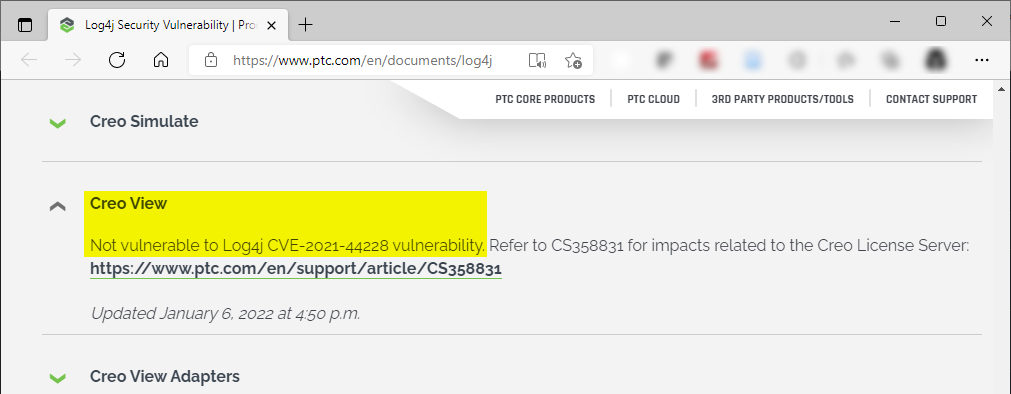 Log4j Security Vulnerability | Pro
https://www.ptc.com/en/documents/log4j
PTC CORE PRODUCTS
PTC CLOUD
3RD PARTY PRODUCTS/TOOLS
CONTACT SUPPORT
Creo Simulate
Creo View
Not vulnerable to Log4j CVE-2021-44228 vulnerability. Refer to CS358831 for impacts related to the Creo License Server:
https://www.ptc.com/en/support/article/CS358831
Updated January 6, 2022 at 4:50 p.m.
Creo View Adapters